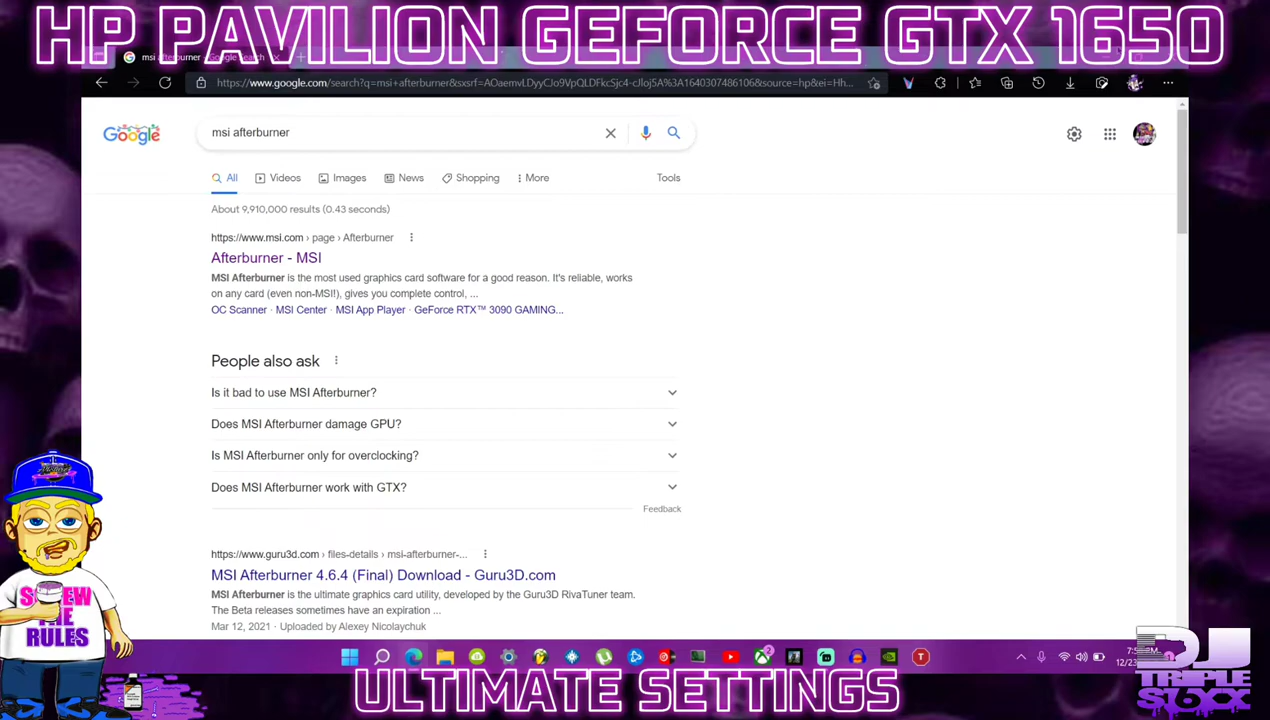 HP PAVILION GEFORCE GTX 1650
msi afterburner - Google Search
https://www.google.com/search?q=msi+afterburner&sxsrf=AOaemvLDyyCJo9VpQLDFkcSjc4-cJloj5A%3A1640307486106&source=hp&ei=Hh...
Google
msi afterburner
All
Videos
Images
News
Shopping
More
Tools
About 9,910,000 results (0.43 seconds)
https://www.msi.com › page › Afterburner
Afterburner - MSI
MSI Afterburner is the most used graphics card software for a good reason. It's reliable, works
on any card (even non-MSI!), gives you complete control, ...
OC Scanner · MSI Center · MSI App Player · GeForce RTX™ 3090 GAMING...
People also ask
Is it bad to use MSI Afterburner?
Does MSI Afterburner damage GPU?
Is MSI Afterburner only for overclocking?
Does MSI Afterburner work with GTX?
Feedback
https://www.guru3d.com › files-details › msi-afterburner-...
MSI Afterburner 4.6.4 (Final) Download - Guru3D.com
MSI Afterburner is the ultimate graphics card utility, developed by the Guru3D RivaTuner team.
The Beta releases sometimes have an expiration ...
Mar 12, 2021 · Uploaded by Alexey Nicolaychuk
THE
RULES
2
T
12/23
DJ
TRIPLE
SIXX
ULTIMATE SETTINGS